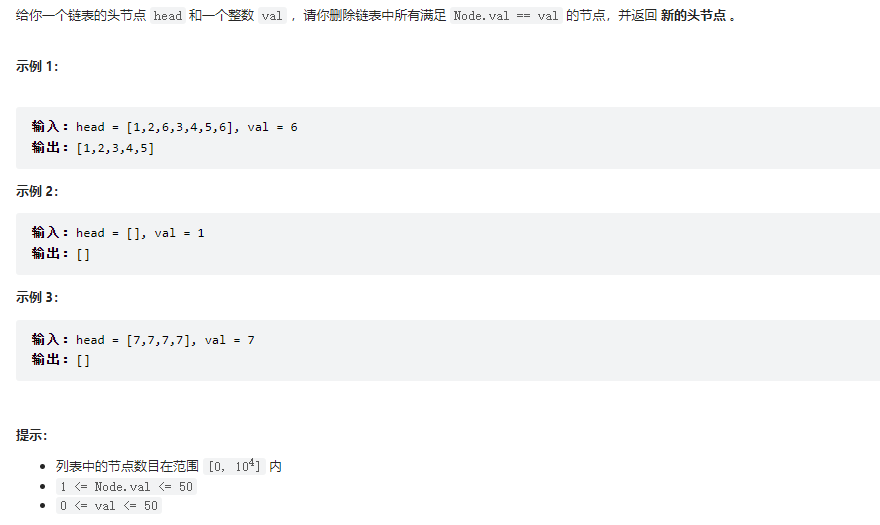 给你一个链表的头节点 head 和一个整数 val ，请你删除链表中所有满足 Node.val == val 的节点，并返回 新的头节点 。
示例 1：
输入：head = [1,2,6,3,4,5,6], val = 6
输出：[1,2,3,4,5]
示例 2：
输入：head = [], val = 1
输出：[]
示例 3：
输入：head = [7,7,7,7], val = 7
输出：[]
提示：
• 列表中的节点数目在范围 [0, 10⁴] 内
• 1 <= Node.val <= 50
• 0 <= val <= 50